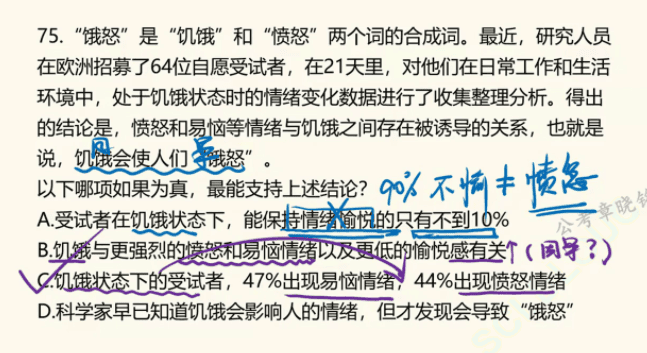 75. “饿怒”是“饥饿”和“愤怒”两个词的合成词。最近，研究人员
在欧洲招募了64位自愿受试者，在21天里，对他们在日常工作和生活
环境中，处于饥饿状态时的情绪变化数据进行了收集整理分析。得出
的结论是，愤怒和易恼等情绪与饥饿之间存在被诱导的关系，也就是
因 导
说，饥饿会使人们“饿怒”。
以下哪项如果为真，最能支持上述结论？
90% 不愉≠愤怒
A.受试者在饥饿状态下，能保持情绪愉悦的只有不到10%
公考章晓铭
B.饥饿与更强烈的愤怒和易恼情绪以及更低的愉悦感有关↑(因导?)
C.饥饿状态下的受试者，47%出现易恼情绪，44%出现愤怒情绪
D.科学家早已知道饥饿会影响人的情绪，但才发现会导致“饿怒”